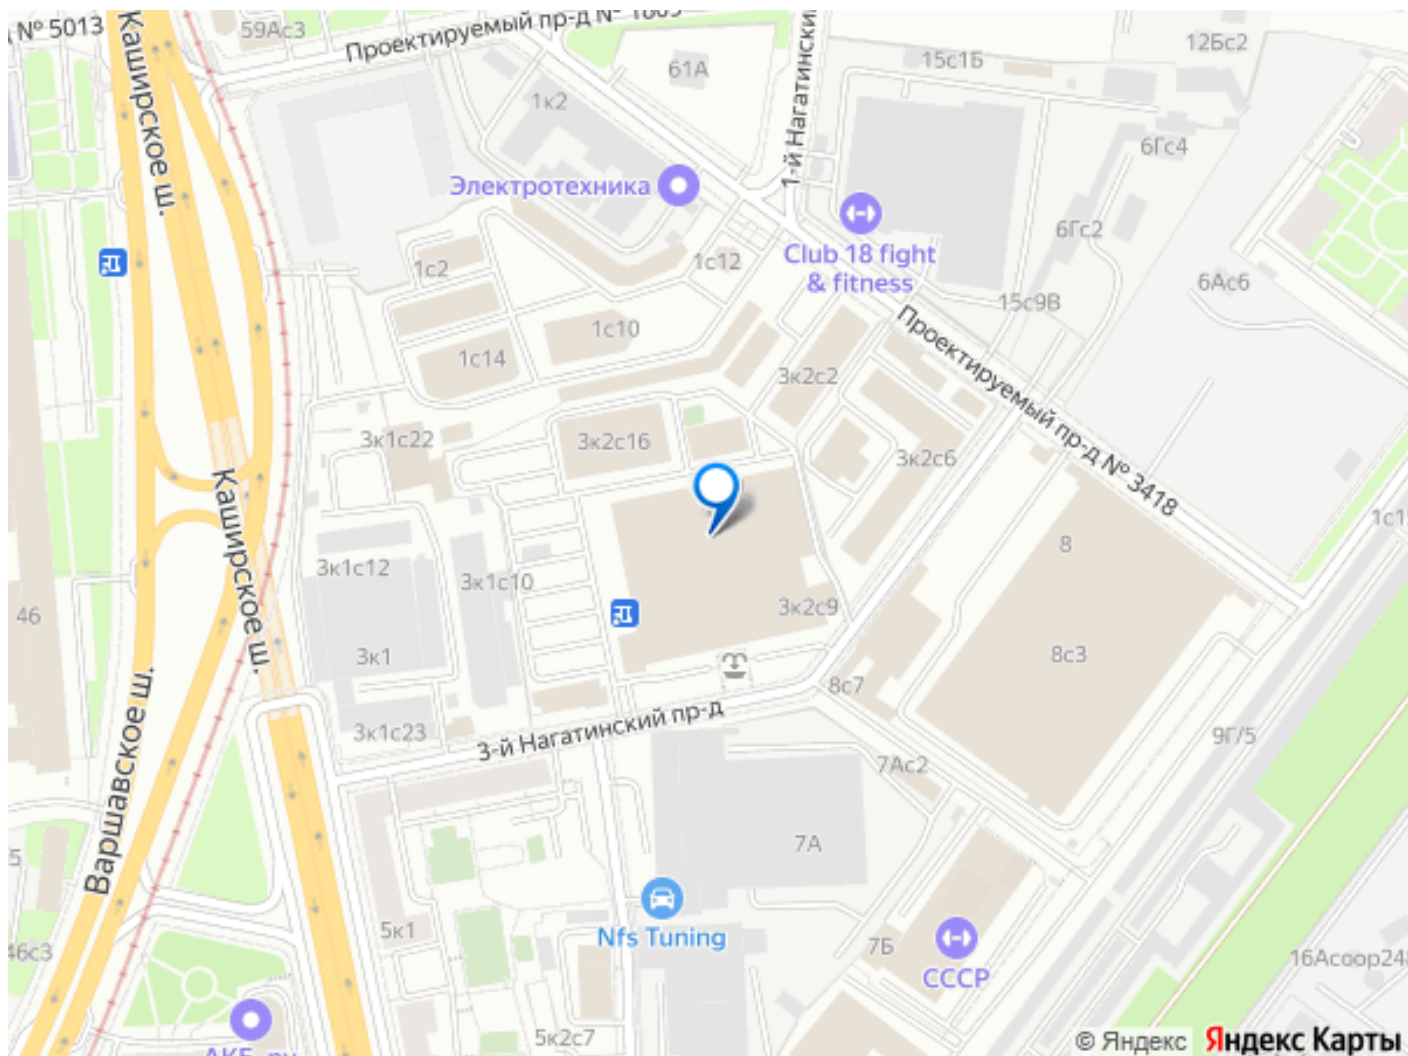 № 5013
59Ас3
Проектируемый пр-д №
12Бс2
15с1Б
61А
1к2
Каширское ш.
1-й Нагатинский
6Гс4
Электротехника
Club 18 fight
& fitness
6Гс2
1с12
1с2
6Ас6
15с9В
1с10
1с14
Проектируемый пр-д № 3418
3к2с2
3к1с22
3к2с16
3к2с6
Каширское ш.
8
3к1с12
3к1с10
3к2с9
46
3к1
8с3
8с7
Варшавское ш.
3-й Нагатинский пр-д
3к1с23
9Г/5
7Ас2
7А
5к1
Nfs Tuning
7Б
46с3
СССР
16Асоор248
5к2с7
© Яндекс Яндекс Карты